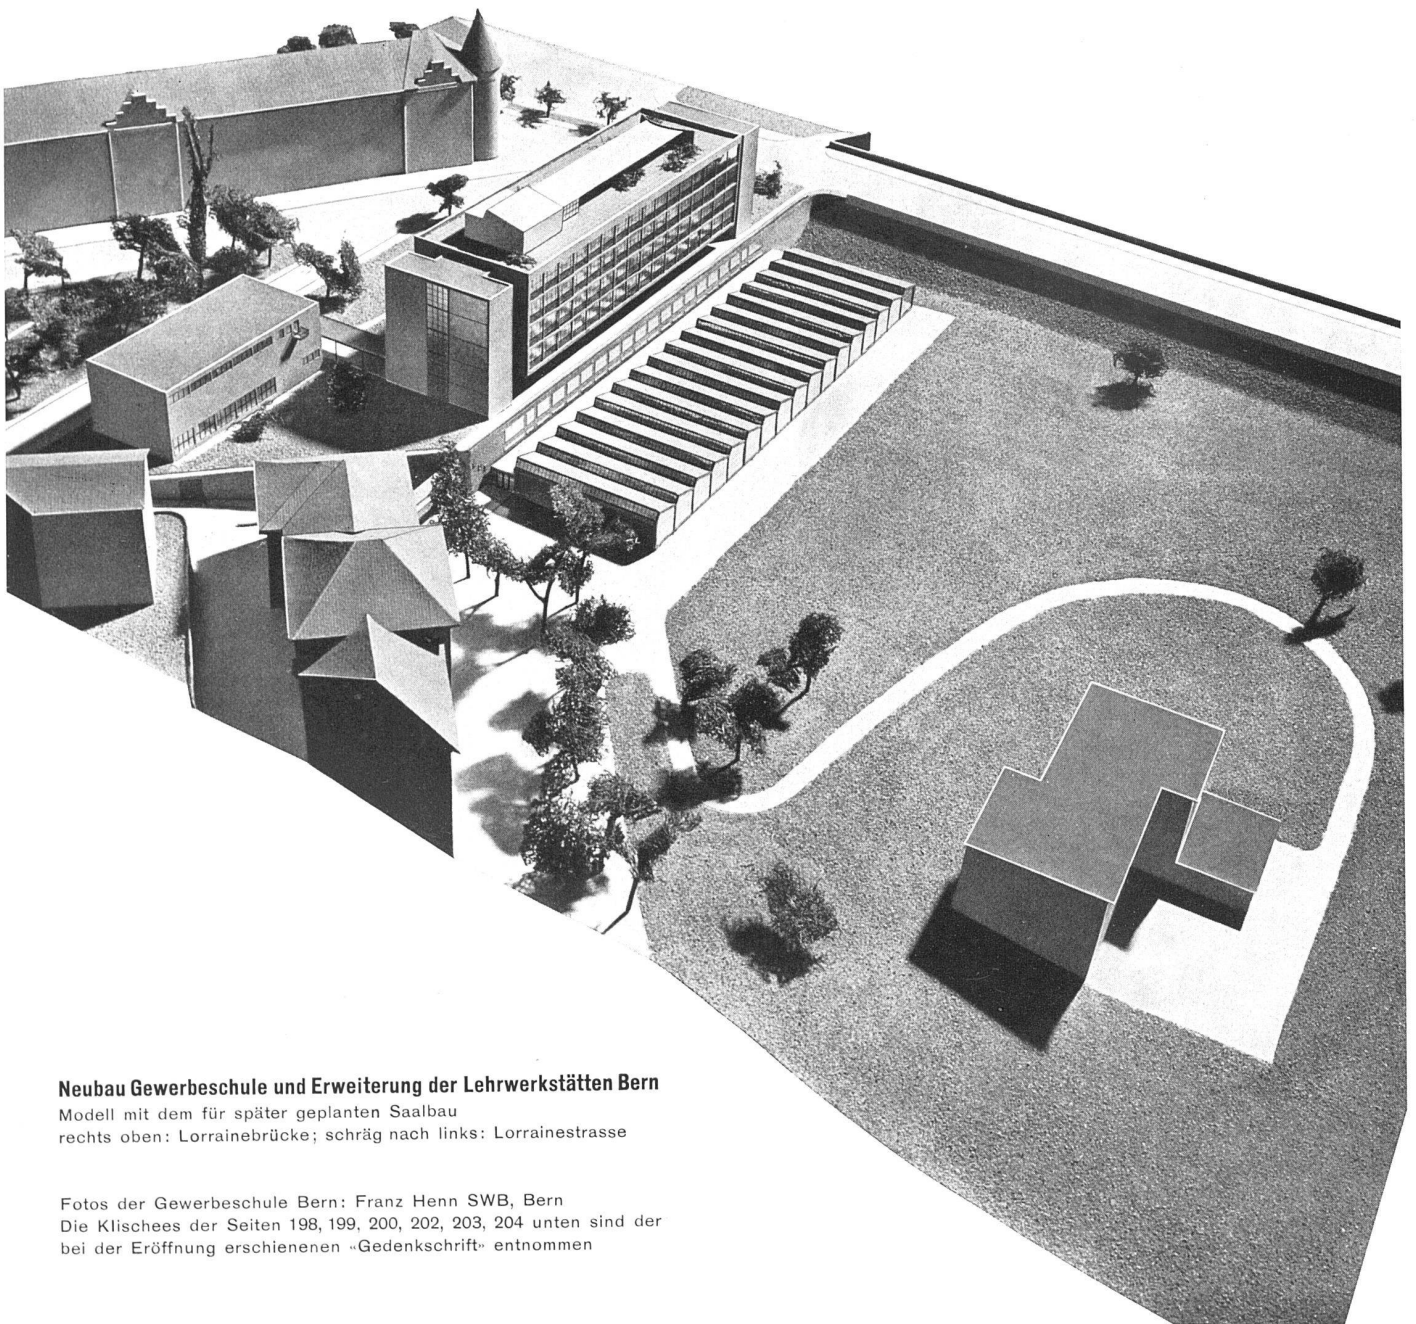 Neubau Gewerbeschule und Erweiterung der Lehrwerkstätten Bern
Modell mit dem für später geplanten Saalbau
rechts oben: Lorrainebrücke; schräg nach links: Lorrainestrasse
Fotos der Gewerbeschule Bern: Franz Henn SWB, Bern
Die Klischees der Seiten 198, 199, 200, 202, 203, 204 unten sind der
bei der Eröffnung erschienenen «Gedenkschrift» entnommen